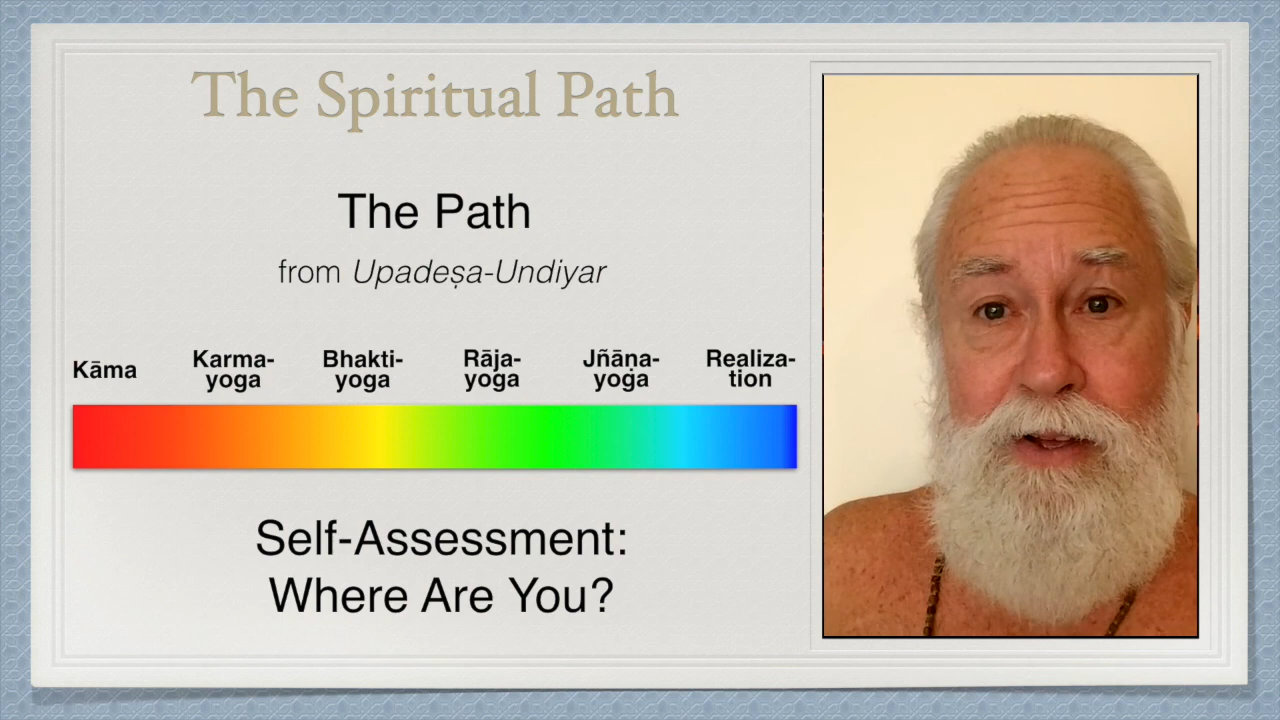 The Spiritual Path
The Path
from Upadeṣa-Undiyar
Kāma
Karma-
yoga
Bhakti-
yoga
Rāja-
yoga
Jñāṇa-
yoga
Realiza-
tion
Self-Assessment:
Where Are You?